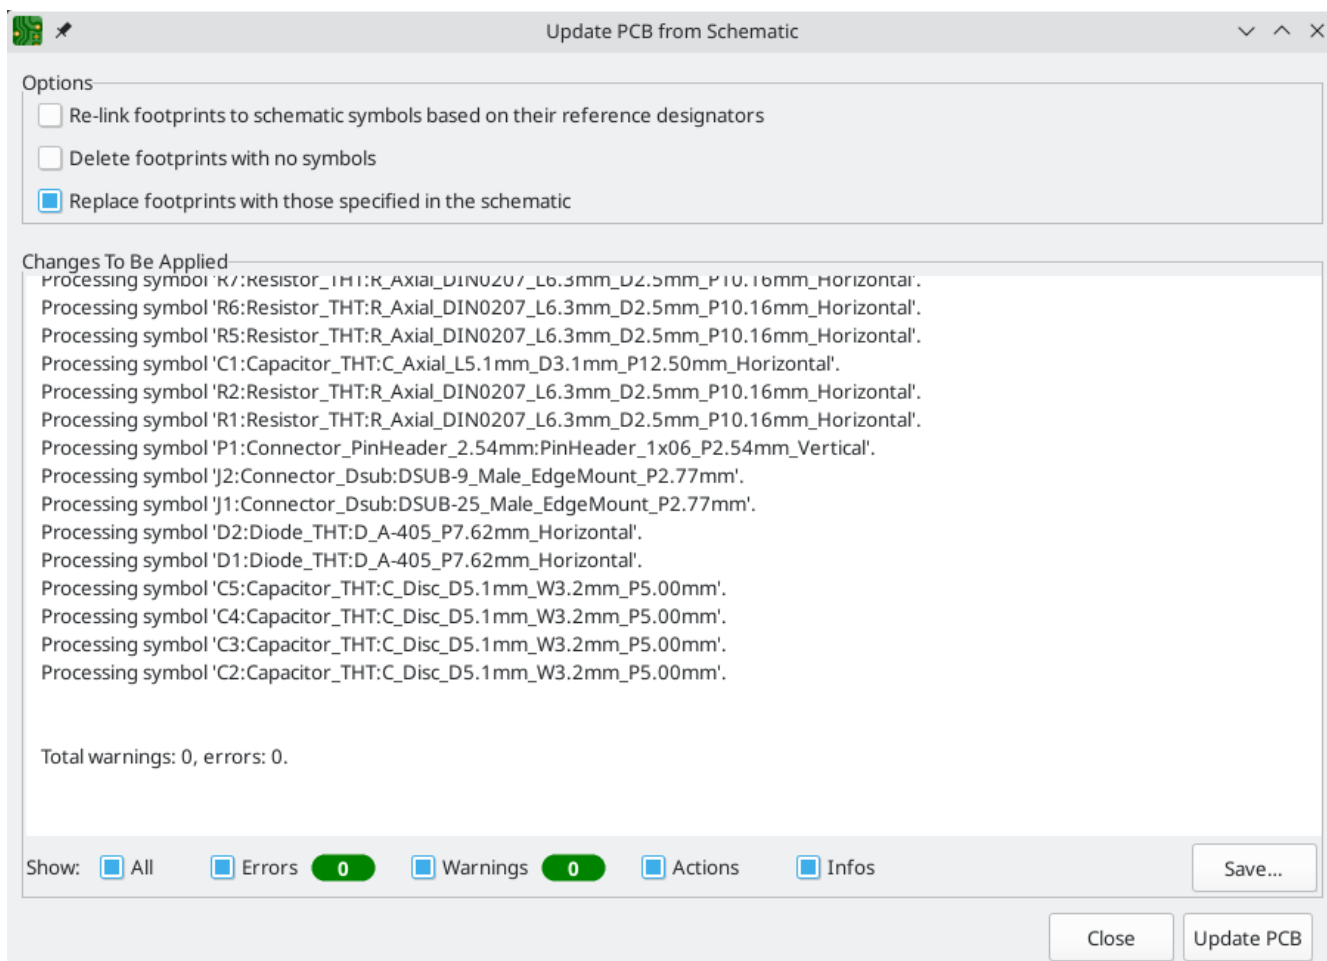 Update PCB from Schematic
Options
Re-link footprints to schematic symbols based on their reference designators
Delete footprints with no symbols
Replace footprints with those specified in the schematic
Changes To Be Applied
Processing symbol 'R7:Resistor_THT:R_Axial_DIN0207_L6.3mm_D2.5mm_P10.16mm_Horizontal'.
Processing symbol 'R6:Resistor_THT:R_Axial_DIN0207_L6.3mm_D2.5mm_P10.16mm_Horizontal'.
Processing symbol 'R5:Resistor_THT:R_Axial_DIN0207_L6.3mm_D2.5mm_P10.16mm_Horizontal'.
Processing symbol 'C1:Capacitor_THT:C_Axial_L5.1mm_D3.1mm_P12.50mm_Horizontal'.
Processing symbol 'R2:Resistor_THT:R_Axial_DIN0207_L6.3mm_D2.5mm_P10.16mm_Horizontal'.
Processing symbol 'R1:Resistor_THT:R_Axial_DIN0207_L6.3mm_D2.5mm_P10.16mm_Horizontal'.
Processing symbol 'P1:Connector_PinHeader_2.54mm:PinHeader_1x06_P2.54mm_Vertical'.
Processing symbol 'J2:Connector_Dsub:DSUB-9_Male_EdgeMount_P2.77mm'.
Processing symbol 'J1:Connector_Dsub:DSUB-25_Male_EdgeMount_P2.77mm'.
Processing symbol 'D2:Diode_THT:D_A-405_P7.62mm_Horizontal'.
Processing symbol 'D1:Diode_THT:D_A-405_P7.62mm_Horizontal'.
Processing symbol 'C5:Capacitor_THT:C_Disc_D5.1mm_W3.2mm_P5.00mm'.
Processing symbol 'C4:Capacitor_THT:C_Disc_D5.1mm_W3.2mm_P5.00mm'.
Processing symbol 'C3:Capacitor_THT:C_Disc_D5.1mm_W3.2mm_P5.00mm'.
Processing symbol 'C2:Capacitor_THT:C_Disc_D5.1mm_W3.2mm_P5.00mm'.
Total warnings: 0, errors: 0.
Show: All Errors 0 Warnings 0 Actions Infos Save...
Close Update PCB